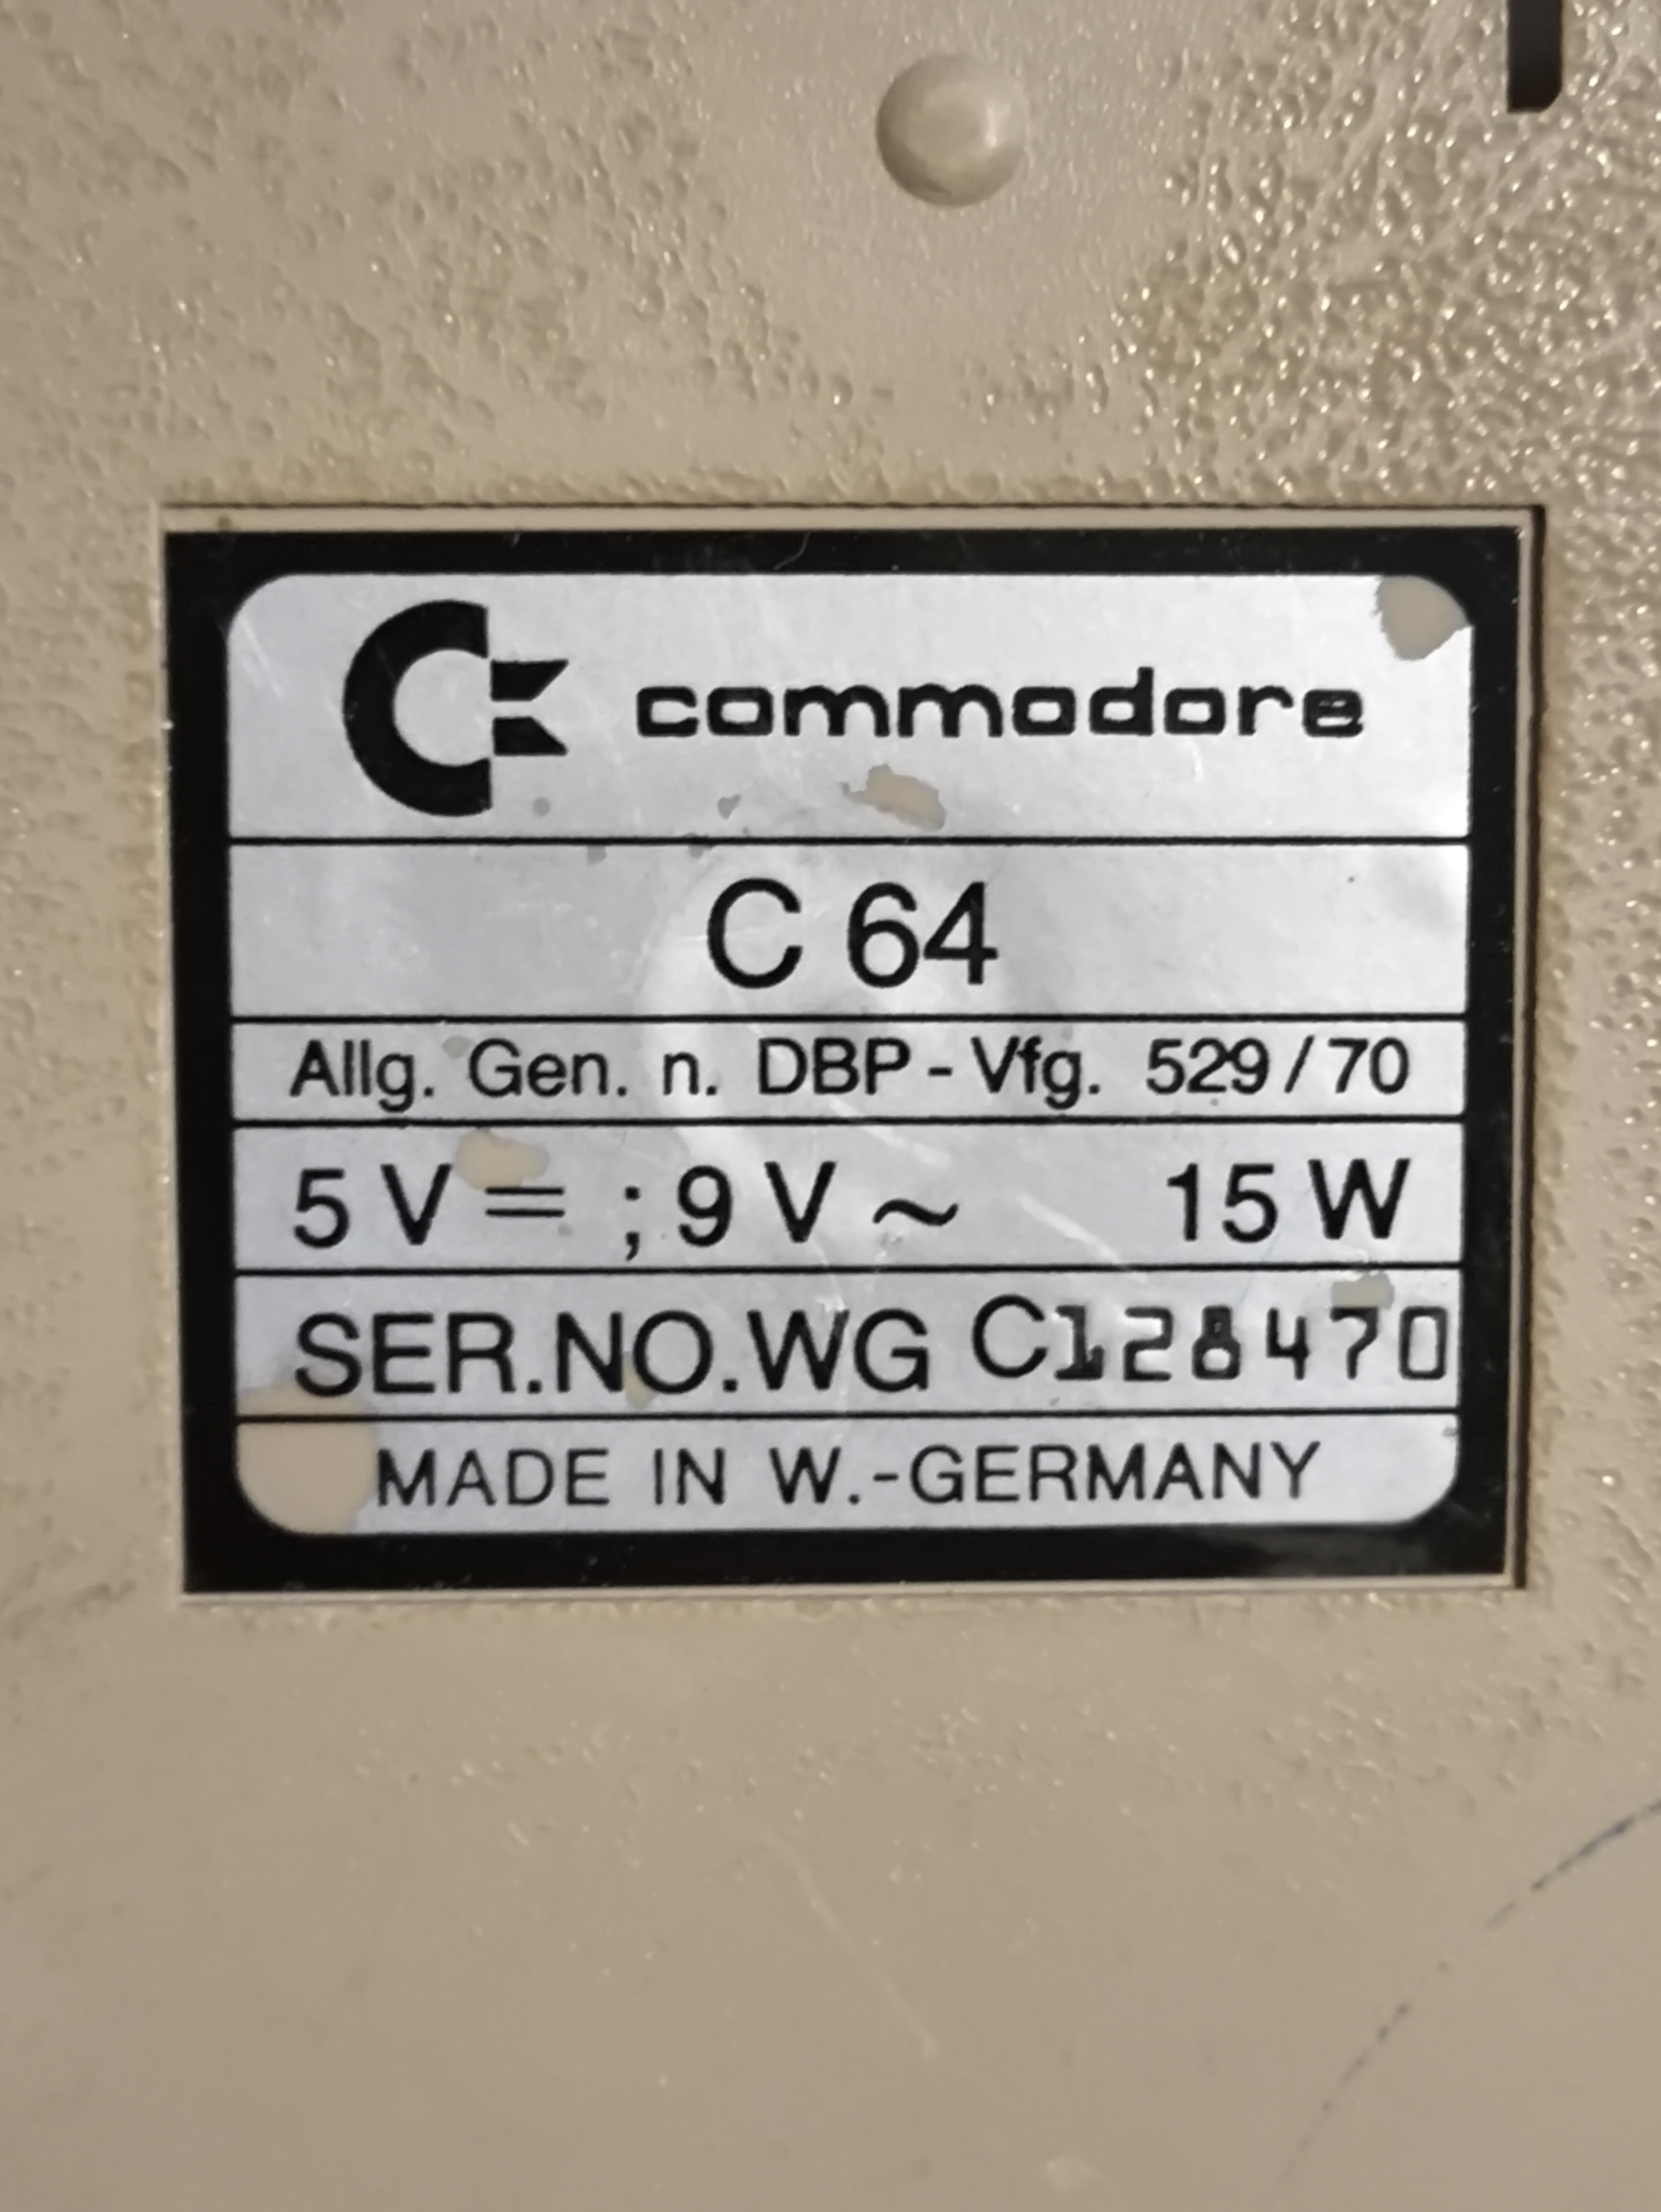 commodore
C 64
Allg. Gen. n. DBP - Vfg. 529/70
5 V ⎓ ; 9 V ~ 15 W
SER.NO.WG C128470
MADE IN W.-GERMANY